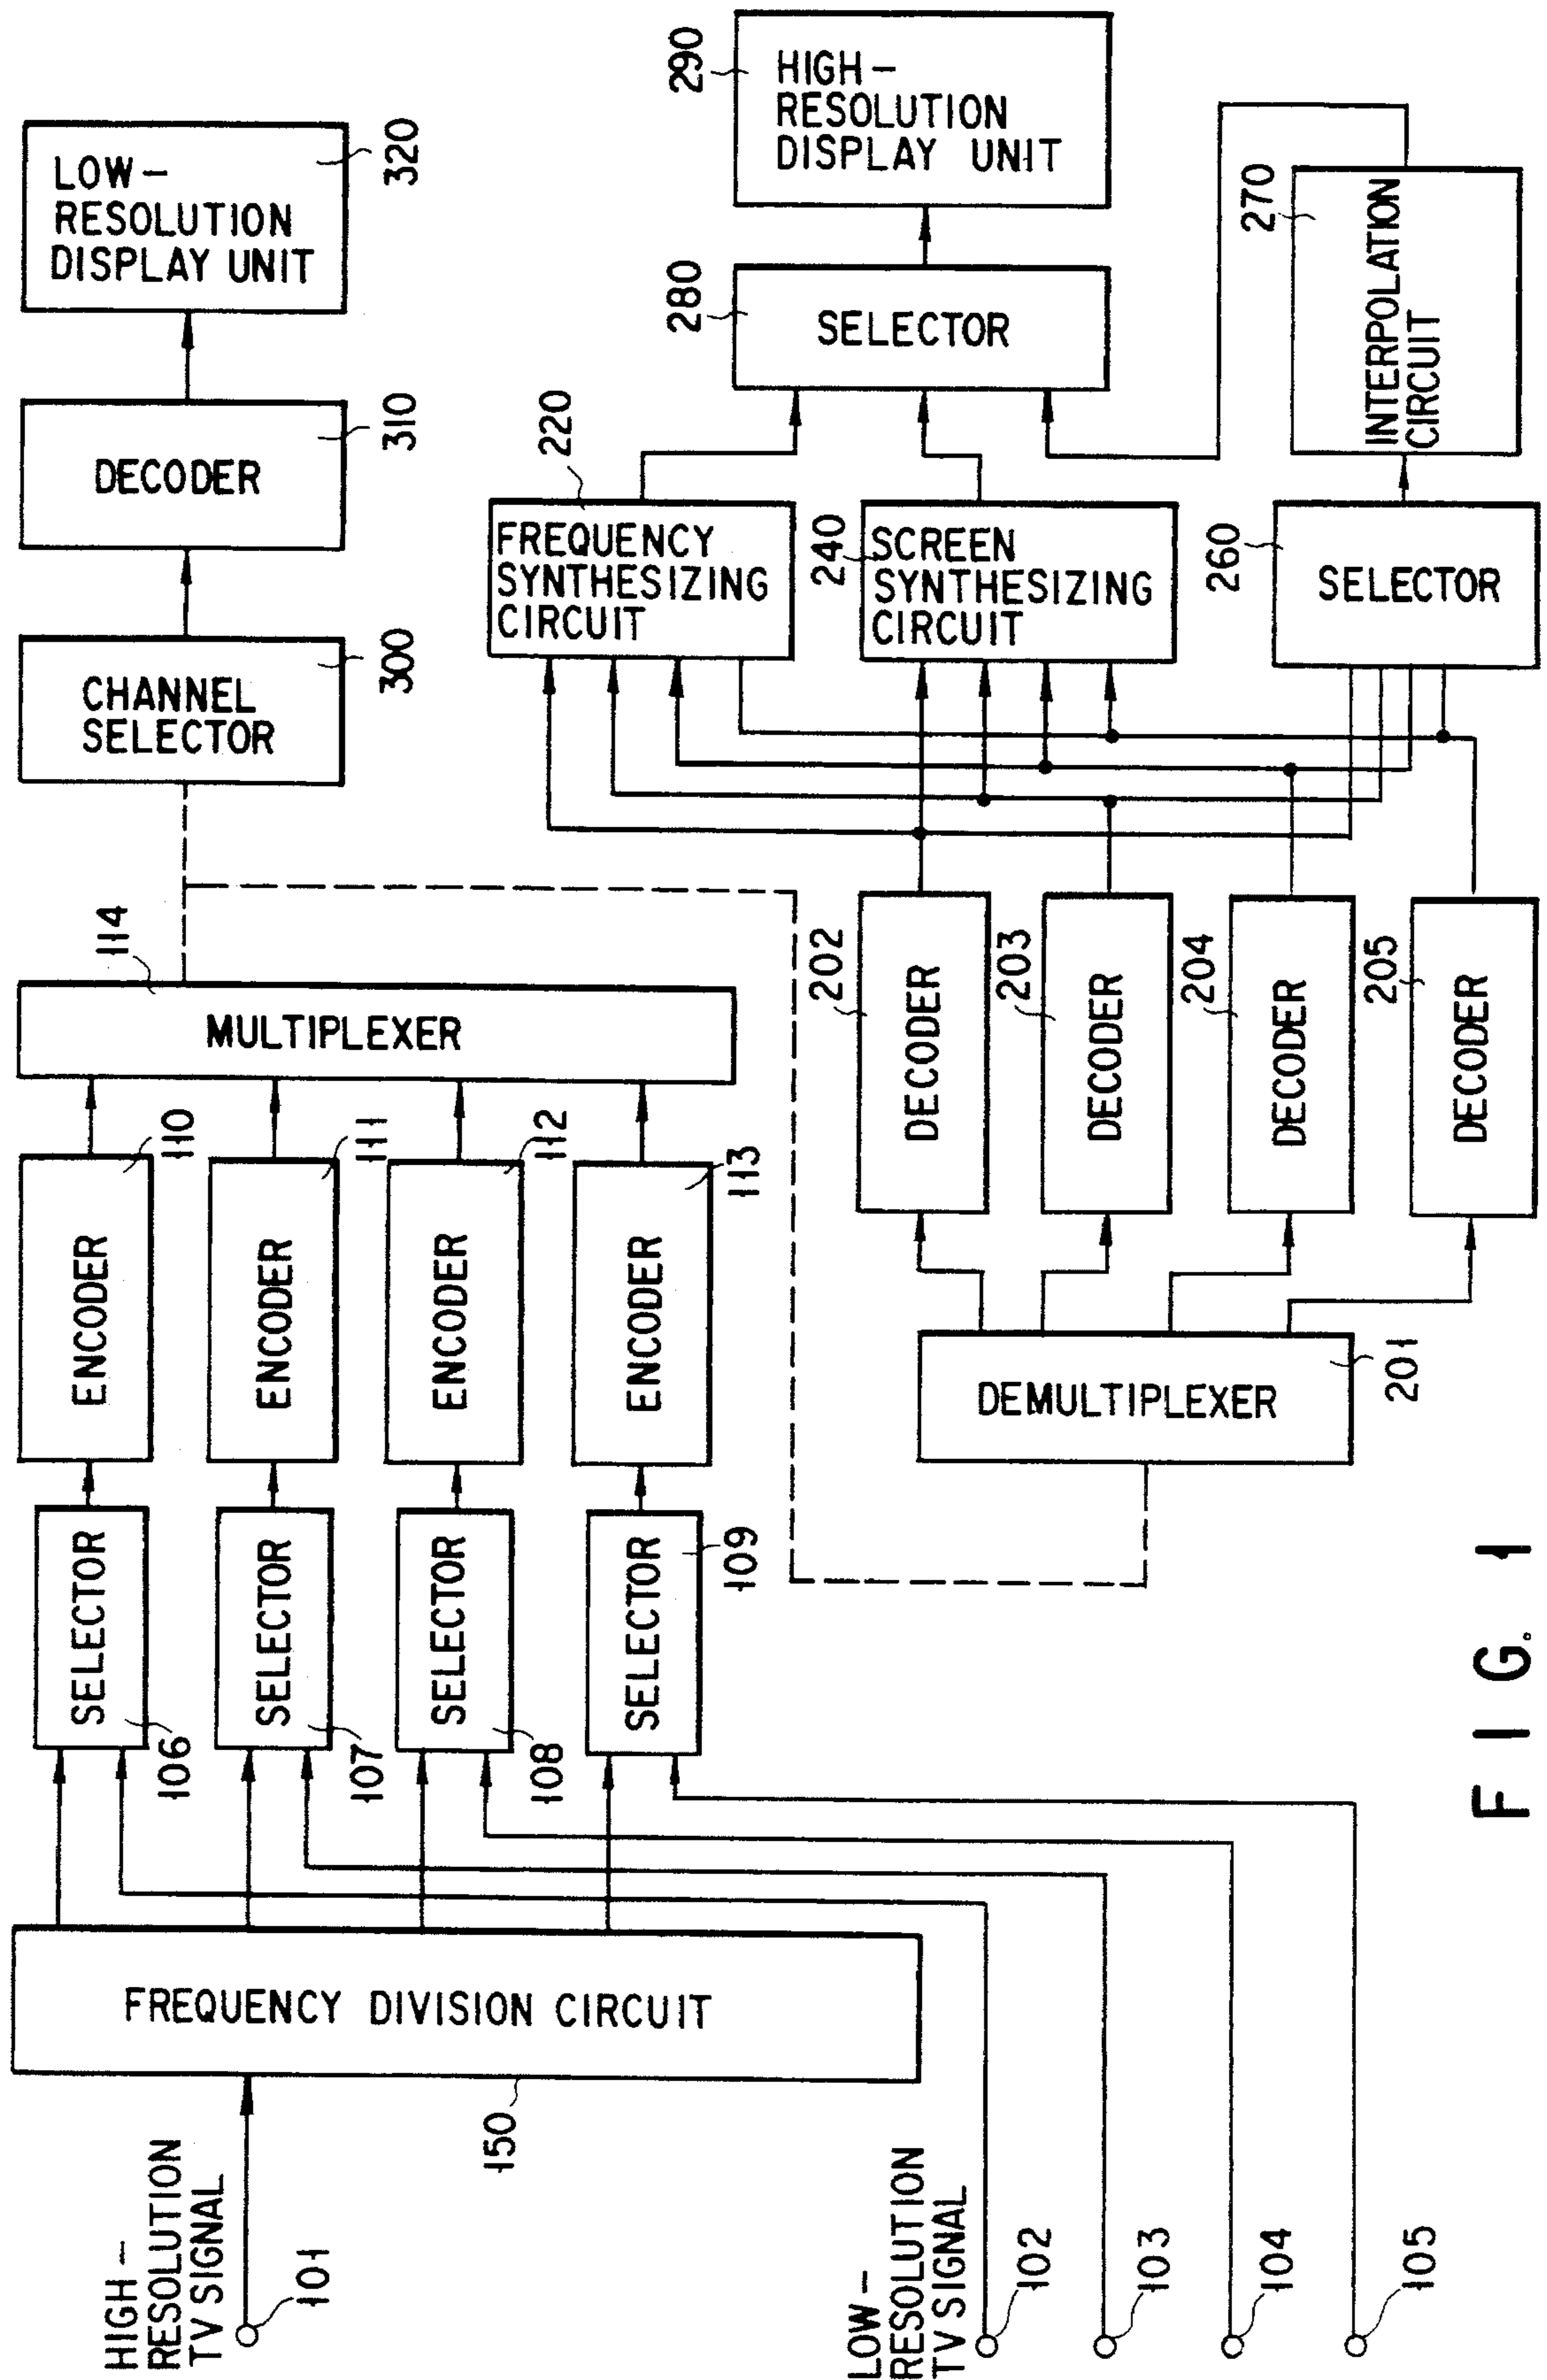 HIGH-
RESOLUTION
TV SIGNAL
101
150
FREQUENCY DIVISION CIRCUIT
LOW-
RESOLUTION
TV SIGNAL
102
103
104
105
SELECTOR
106
SELECTOR
107
SELECTOR
108
SELECTOR
109
ENCODER
110
ENCODER
111
ENCODER
112
ENCODER
113
MULTIPLEXER
114
CHANNEL
SELECTOR
300
DECODER
310
LOW-
RESOLUTION
DISPLAY UNIT
320
DEMULTIPLEXER
201
DECODER
202
DECODER
203
DECODER
204
DECODER
205
FREQUENCY
SYNTHESIZING
CIRCUIT
220
SCREEN
SYNTHESIZING
CIRCUIT
240
SELECTOR
260
INTERPOLATION
CIRCUIT
270
SELECTOR
280
HIGH-
RESOLUTION
DISPLAY UNIT
290
FIG. 1